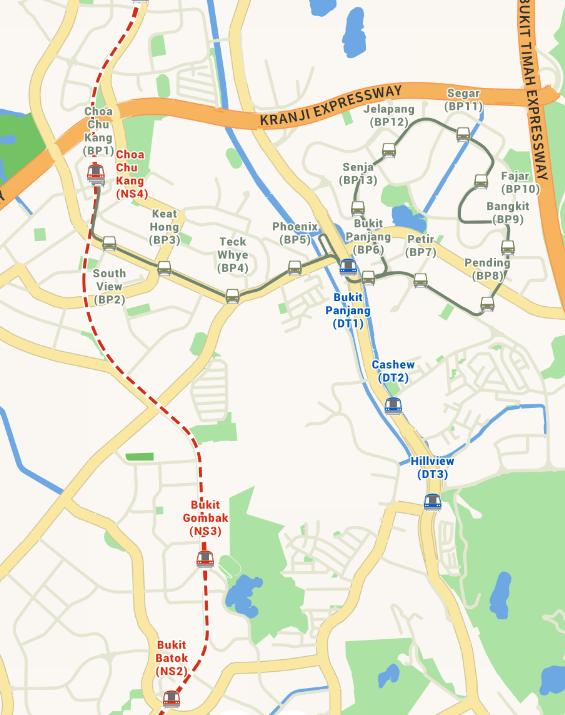 BUKIT TIMAH EXPRESSWAY
KRANJI EXPRESSWAY
Segar
(BP11)
Jelapang
(BP12)
Choa
Chu
Kang
(BP1)
Choa
Chu
Kang
(NS4)
Senja
(BP13)
Fajar
(BP10)
Bangkit
(BP9)
Keat
Hong
(BP3)
Teck
Whye
(BP4)
Phoenix
(BP5)
Bukit
Panjang
(BP6)
Petir
(BP7)
Pending
(BP8)
South
View
(BP2)
Bukit
Panjang
(DT1)
Cashew
(DT2)
Hillview
(DT3)
Bukit
Gombak
(NS3)
Bukit
Batok
(NS2)